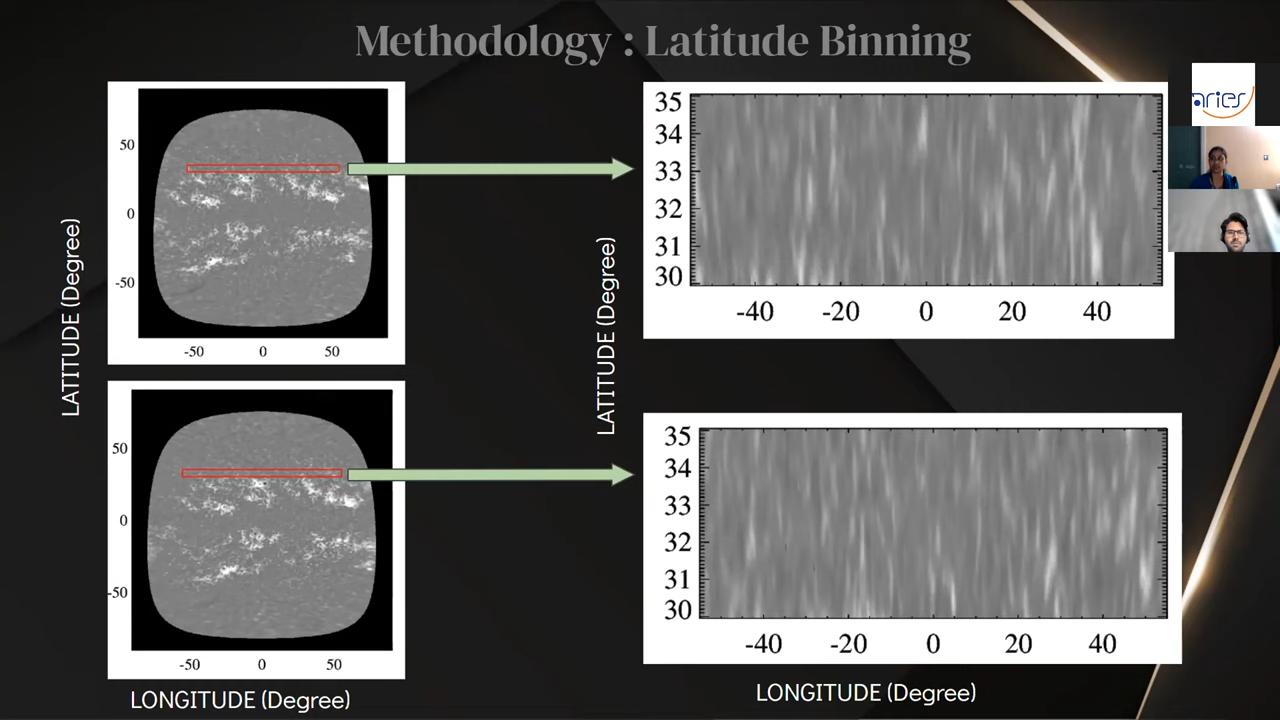 Methodology : Latitude Binning
aries
LATITUDE (Degree)
50
0
-50
-50 0 50
50
0
-50
-50 0 50
LONGITUDE (Degree)
LATITUDE (Degree)
35
34
33
32
31
30
-40 -20 0 20 40
35
34
33
32
31
30
-40 -20 0 20 40
LONGITUDE (Degree)